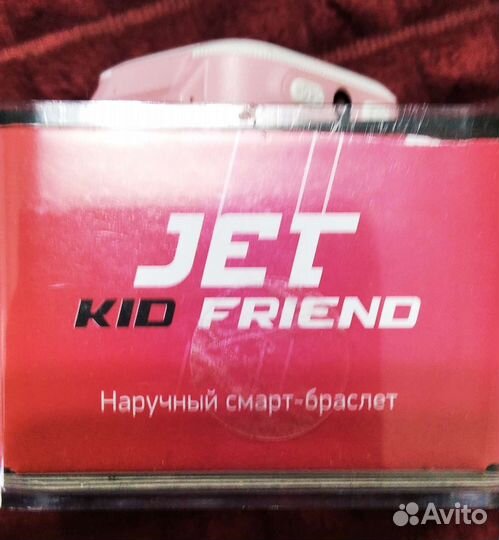 JET
KID FRIEND
Наручный смарт-браслет
Avito